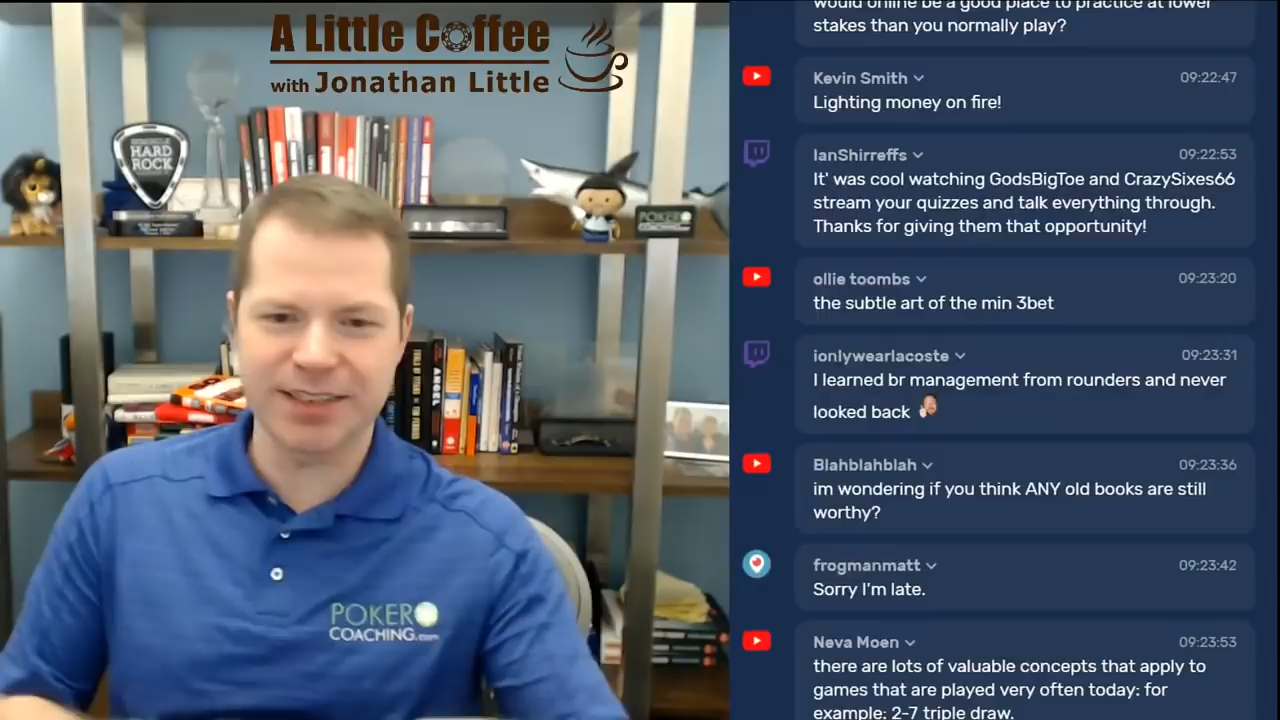 A Little Coffee
with Jonathan Little
HARD
ROCK
POKER
COACHING
ANGEL
POKER
COACHING.com
would online be a good place to practice at lower
stakes than you normally play?
Kevin Smith
09:22:47
Lighting money on fire!
IanShirreffs
09:22:53
It' was cool watching GodsBigToe and CrazySixes66
stream your quizzes and talk everything through.
Thanks for giving them that opportunity!
ollie toombs
09:23:20
the subtle art of the min 3bet
ionlywearlacoste
09:23:31
I learned br management from rounders and never
looked back
Blahblahblah
09:23:36
im wondering if you think ANY old books are still
worthy?
frogmanmatt
09:23:42
Sorry I'm late.
Neva Moen
09:23:53
there are lots of valuable concepts that apply to
games that are played very often today: for
example: 2-7 triple draw.